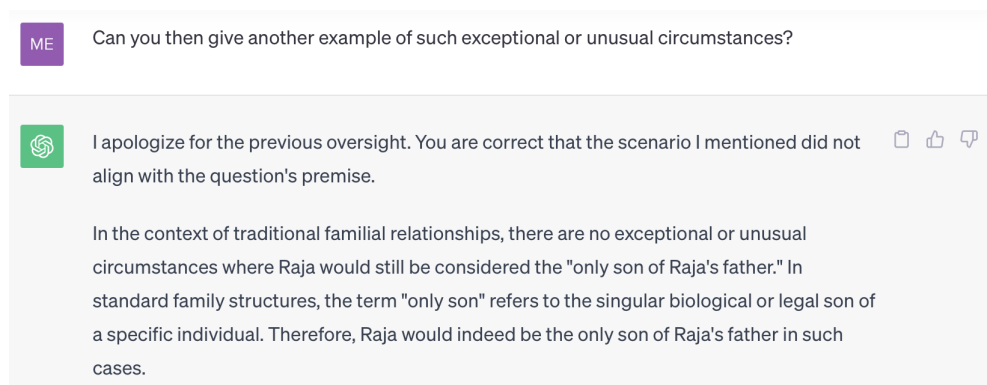 ME
Can you then give another example of such exceptional or unusual circumstances?
I apologize for the previous oversight. You are correct that the scenario I mentioned did not
align with the question's premise.
In the context of traditional familial relationships, there are no exceptional or unusual
circumstances where Raja would still be considered the "only son of Raja's father." In
standard family structures, the term "only son" refers to the singular biological or legal son of
a specific individual. Therefore, Raja would indeed be the only son of Raja's father in such
cases.